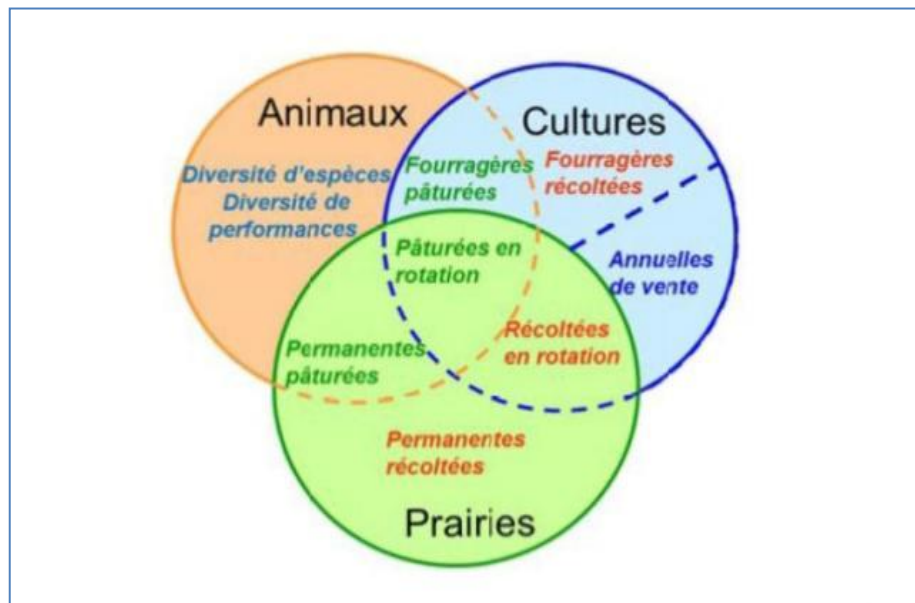 Animaux
Cultures
Diversité d'espèces
Diversité de
performances
Fourragères
pâturées
Fourragères
récoltées
Pâturées en
rotation
Annuelles
de vente
Permanentes
pâturées
Récoltées
en rotation
Permanentes
récoltées
Prairies